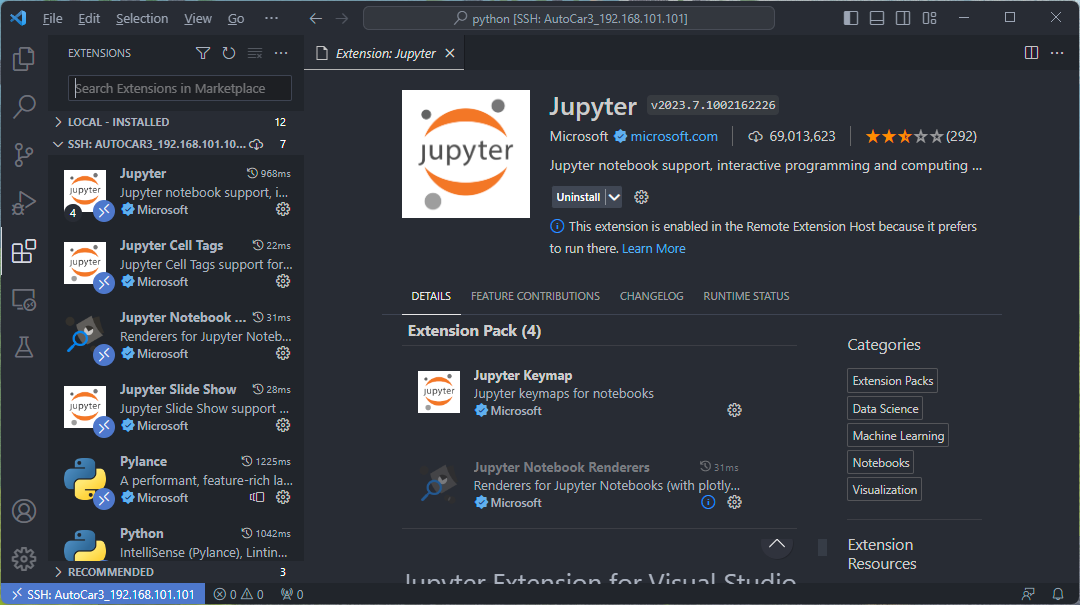 File Edit Selection View Go ··· python [SSH: AutoCar3_192.168.101.101]
EXTENSIONS
Extension: Jupyter
Search Extensions in Marketplace
LOCAL - INSTALLED 12
SSH: AUTOCAR3_192.168.101.10... 7
jupyter
4
Jupyter 968ms
Jupyter notebook support, i...
Microsoft
jupyter
Jupyter Cell Tags 22ms
Jupyter Cell Tags support for...
Microsoft
Jupyter Notebook ... 31ms
Renderers for Jupyter Noteb...
Microsoft
jupyter
Jupyter Slide Show 28ms
Jupyter Slide Show support ...
Microsoft
Pylance 1225ms
A performant, feature-rich la...
Microsoft
Python 1042ms
IntelliSense (Pylance), Lintin...
RECOMMENDED 3
jupyter
Jupyter v2023.7.1002162226
Microsoft microsoft.com 69,013,623 (292)
Jupyter notebook support, interactive programming and computing ...
Uninstall
This extension is enabled in the Remote Extension Host because it prefers
to run there. Learn More
DETAILS FEATURE CONTRIBUTIONS CHANGELOG RUNTIME STATUS
Extension Pack (4)
jupyter
Jupyter Keymap
Jupyter keymaps for notebooks
Microsoft
Jupyter Notebook Renderers 31ms
Renderers for Jupyter Notebooks (with plotly...
Microsoft
Jupyter Extension for Visual Studio
Categories
Extension Packs
Data Science
Machine Learning
Notebooks
Visualization
Extension
Resources
SSH: AutoCar3_192.168.101.101 0 0 0